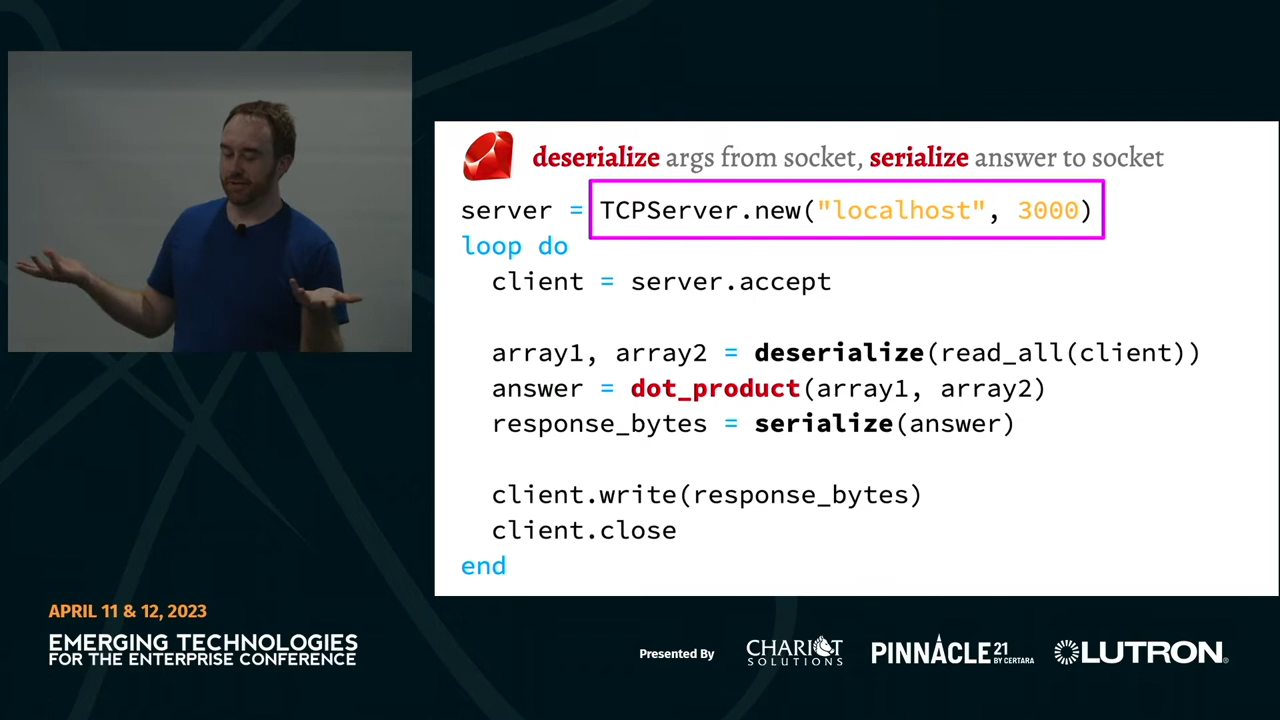 deserialize args from socket, serialize answer to socket
server = TCPServer.new("localhost", 3000)
loop do
client = server.accept
array1, array2 = deserialize(read_all(client))
answer = dot_product(array1, array2)
response_bytes = serialize(answer)
client.write(response_bytes)
client.close
end
APRIL 11 & 12, 2023
EMERGING TECHNOLOGIES
FOR THE ENTERPRISE CONFERENCE
Presented By
CHARIOT
SOLUTIONS
PINNACLE 21
BY CERTARA
LUTRON®